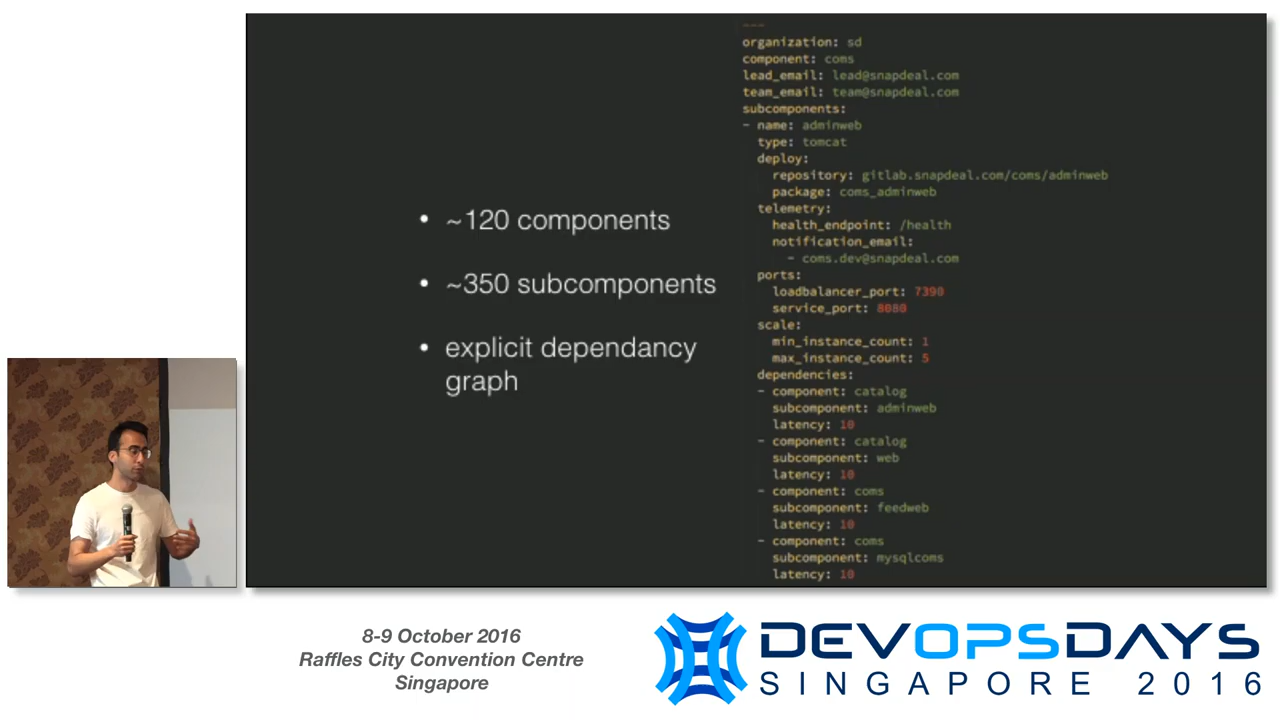 • ~120 components
• ~350 subcomponents
• explicit dependancy
graph
---
organization: sd
component: coms
lead_email: lead@snapdeal.com
team_email: team@snapdeal.com
subcomponents:
- name: adminweb
type: tomcat
deploy:
repository: gitlab.snapdeal.com/coms/adminweb
package: coms_adminweb
telemetry:
health_endpoint: /health
notification_email:
- coms.dev@snapdeal.com
ports:
loadbalancer_port: 7390
service_port: 8080
scale:
min_instance_count: 1
max_instance_count: 5
dependencies:
- component: catalog
subcomponent: adminweb
latency: 10
- component: catalog
subcomponent: web
latency: 10
- component: coms
subcomponent: feedweb
latency: 10
- component: coms
subcomponent: mysqlcoms
latency: 10
8-9 October 2016
Raffles City Convention Centre
Singapore
DEVOPSDAYS
SINGAPORE 2016